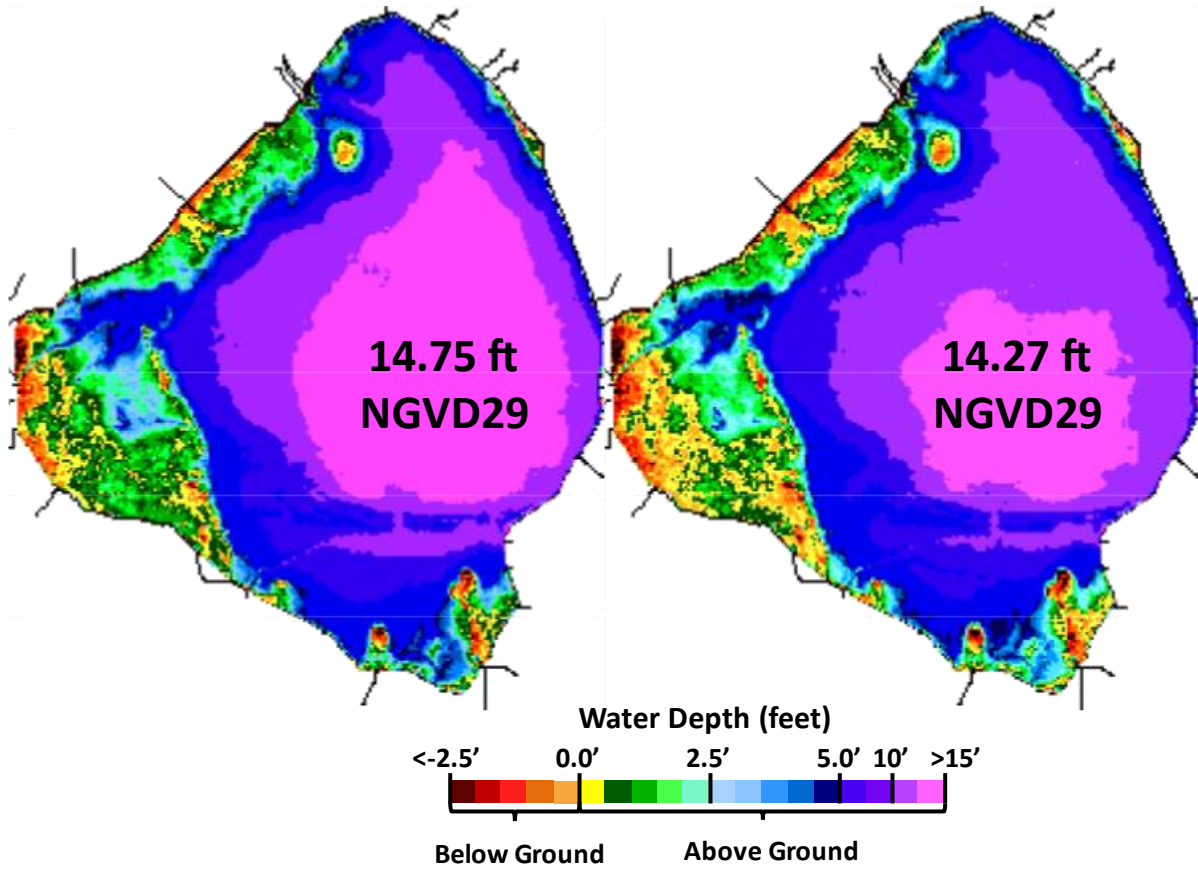 14.75 ft
NGVD29
14.27 ft
NGVD29
Water Depth (feet)
<-2.5’ 0.0’ 2.5’ 5.0’ 10’ >15’
Below Ground Above Ground